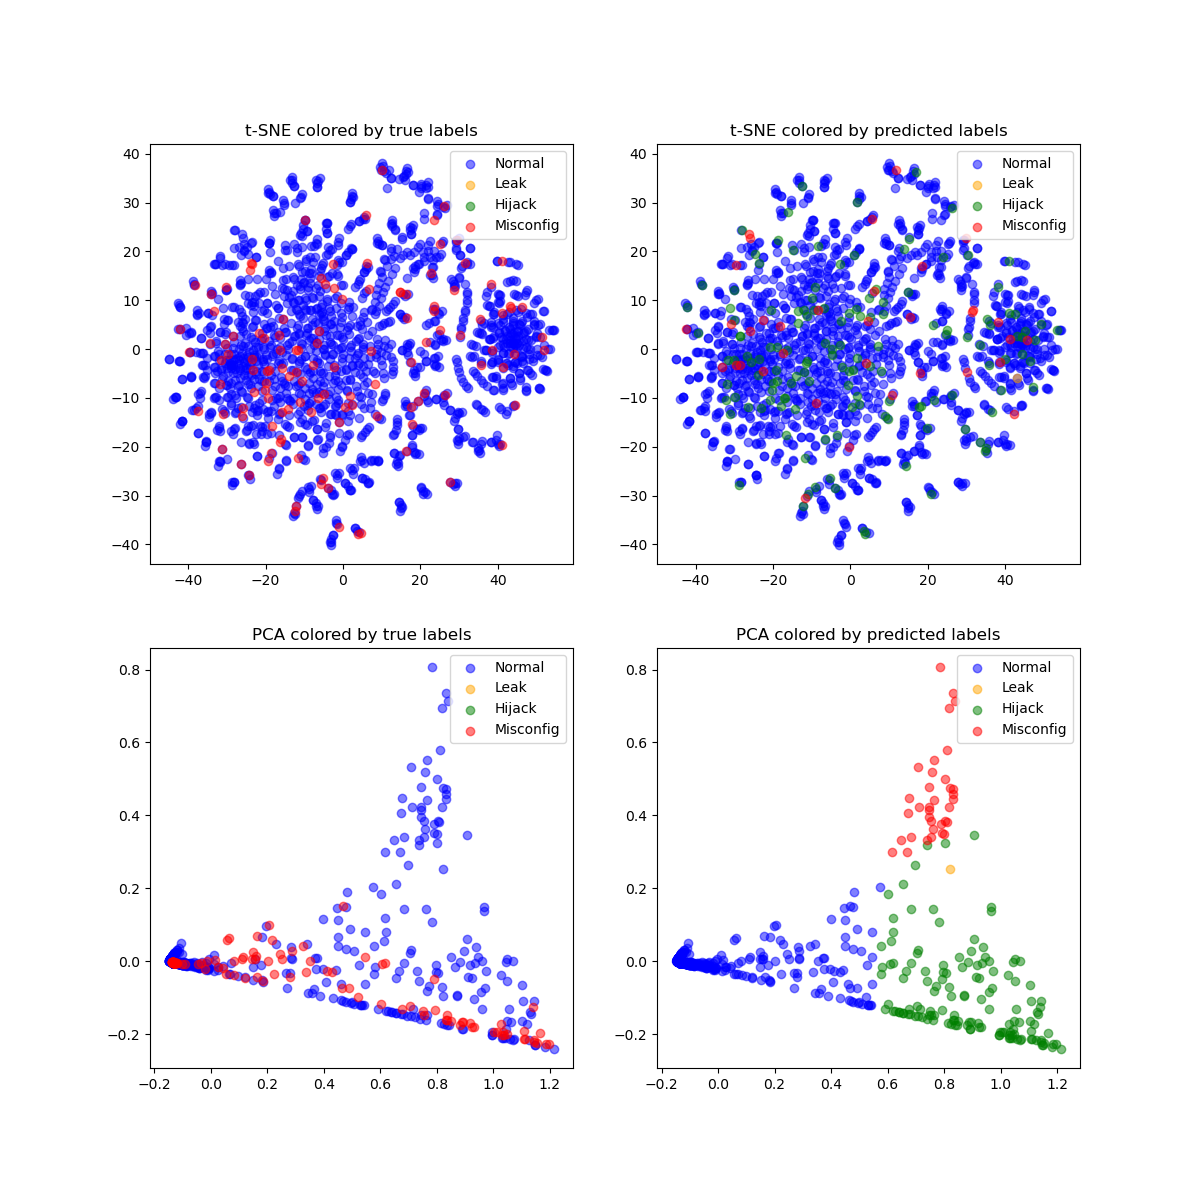 t-SNE colored by true labels
40
30
20
10
0
−10
−20
−30
−40
−40
−20
0
20
40
Normal
Leak
Hijack
Misconfig
t-SNE colored by predicted labels
40
30
20
10
0
−10
−20
−30
−40
−40
−20
0
20
40
Normal
Leak
Hijack
Misconfig
PCA colored by true labels
0.8
0.6
0.4
0.2
0.0
−0.2
−0.2
0.0
0.2
0.4
0.6
0.8
1.0
1.2
Normal
Leak
Hijack
Misconfig
PCA colored by predicted labels
0.8
0.6
0.4
0.2
0.0
−0.2
−0.2
0.0
0.2
0.4
0.6
0.8
1.0
1.2
Normal
Leak
Hijack
Misconfig